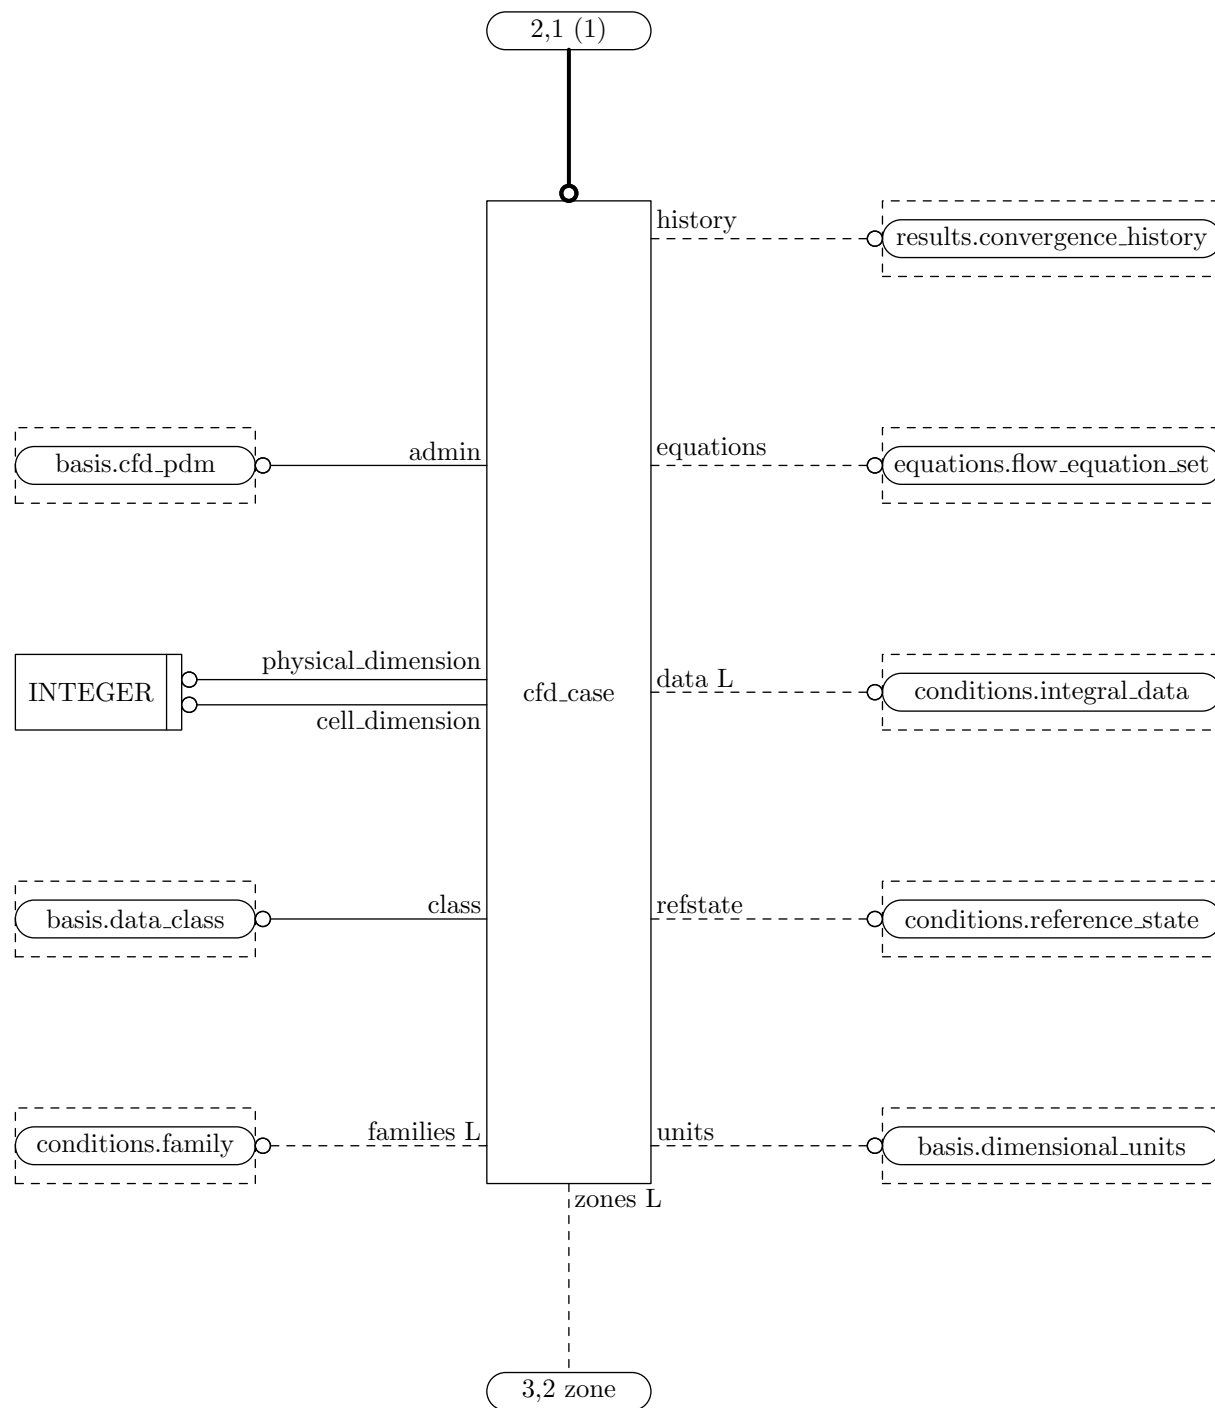 2,1 (1)
history
results.convergence_history
basis.cfd_pdm
admin
equations
equations.flow_equation_set
INTEGER
physical_dimension
cell_dimension
cfd_case
data L
conditions.integral_data
basis.data_class
class
refstate
conditions.reference_state
conditions.family
families L
units
basis.dimensional_units
zones L
3,2 zone